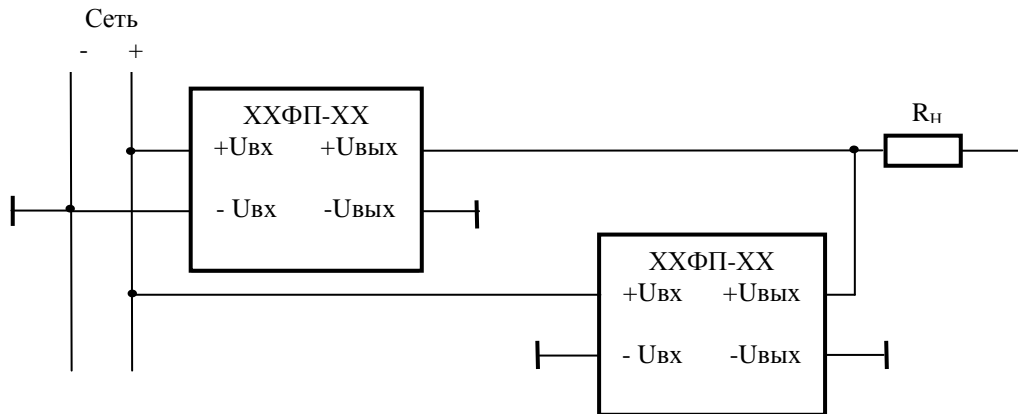 Сеть
- +
ХХФП-ХХ
+Uвх +Uвых
- Uвх -Uвых
RН
ХХФП-ХХ
+Uвх +Uвых
- Uвх -Uвых